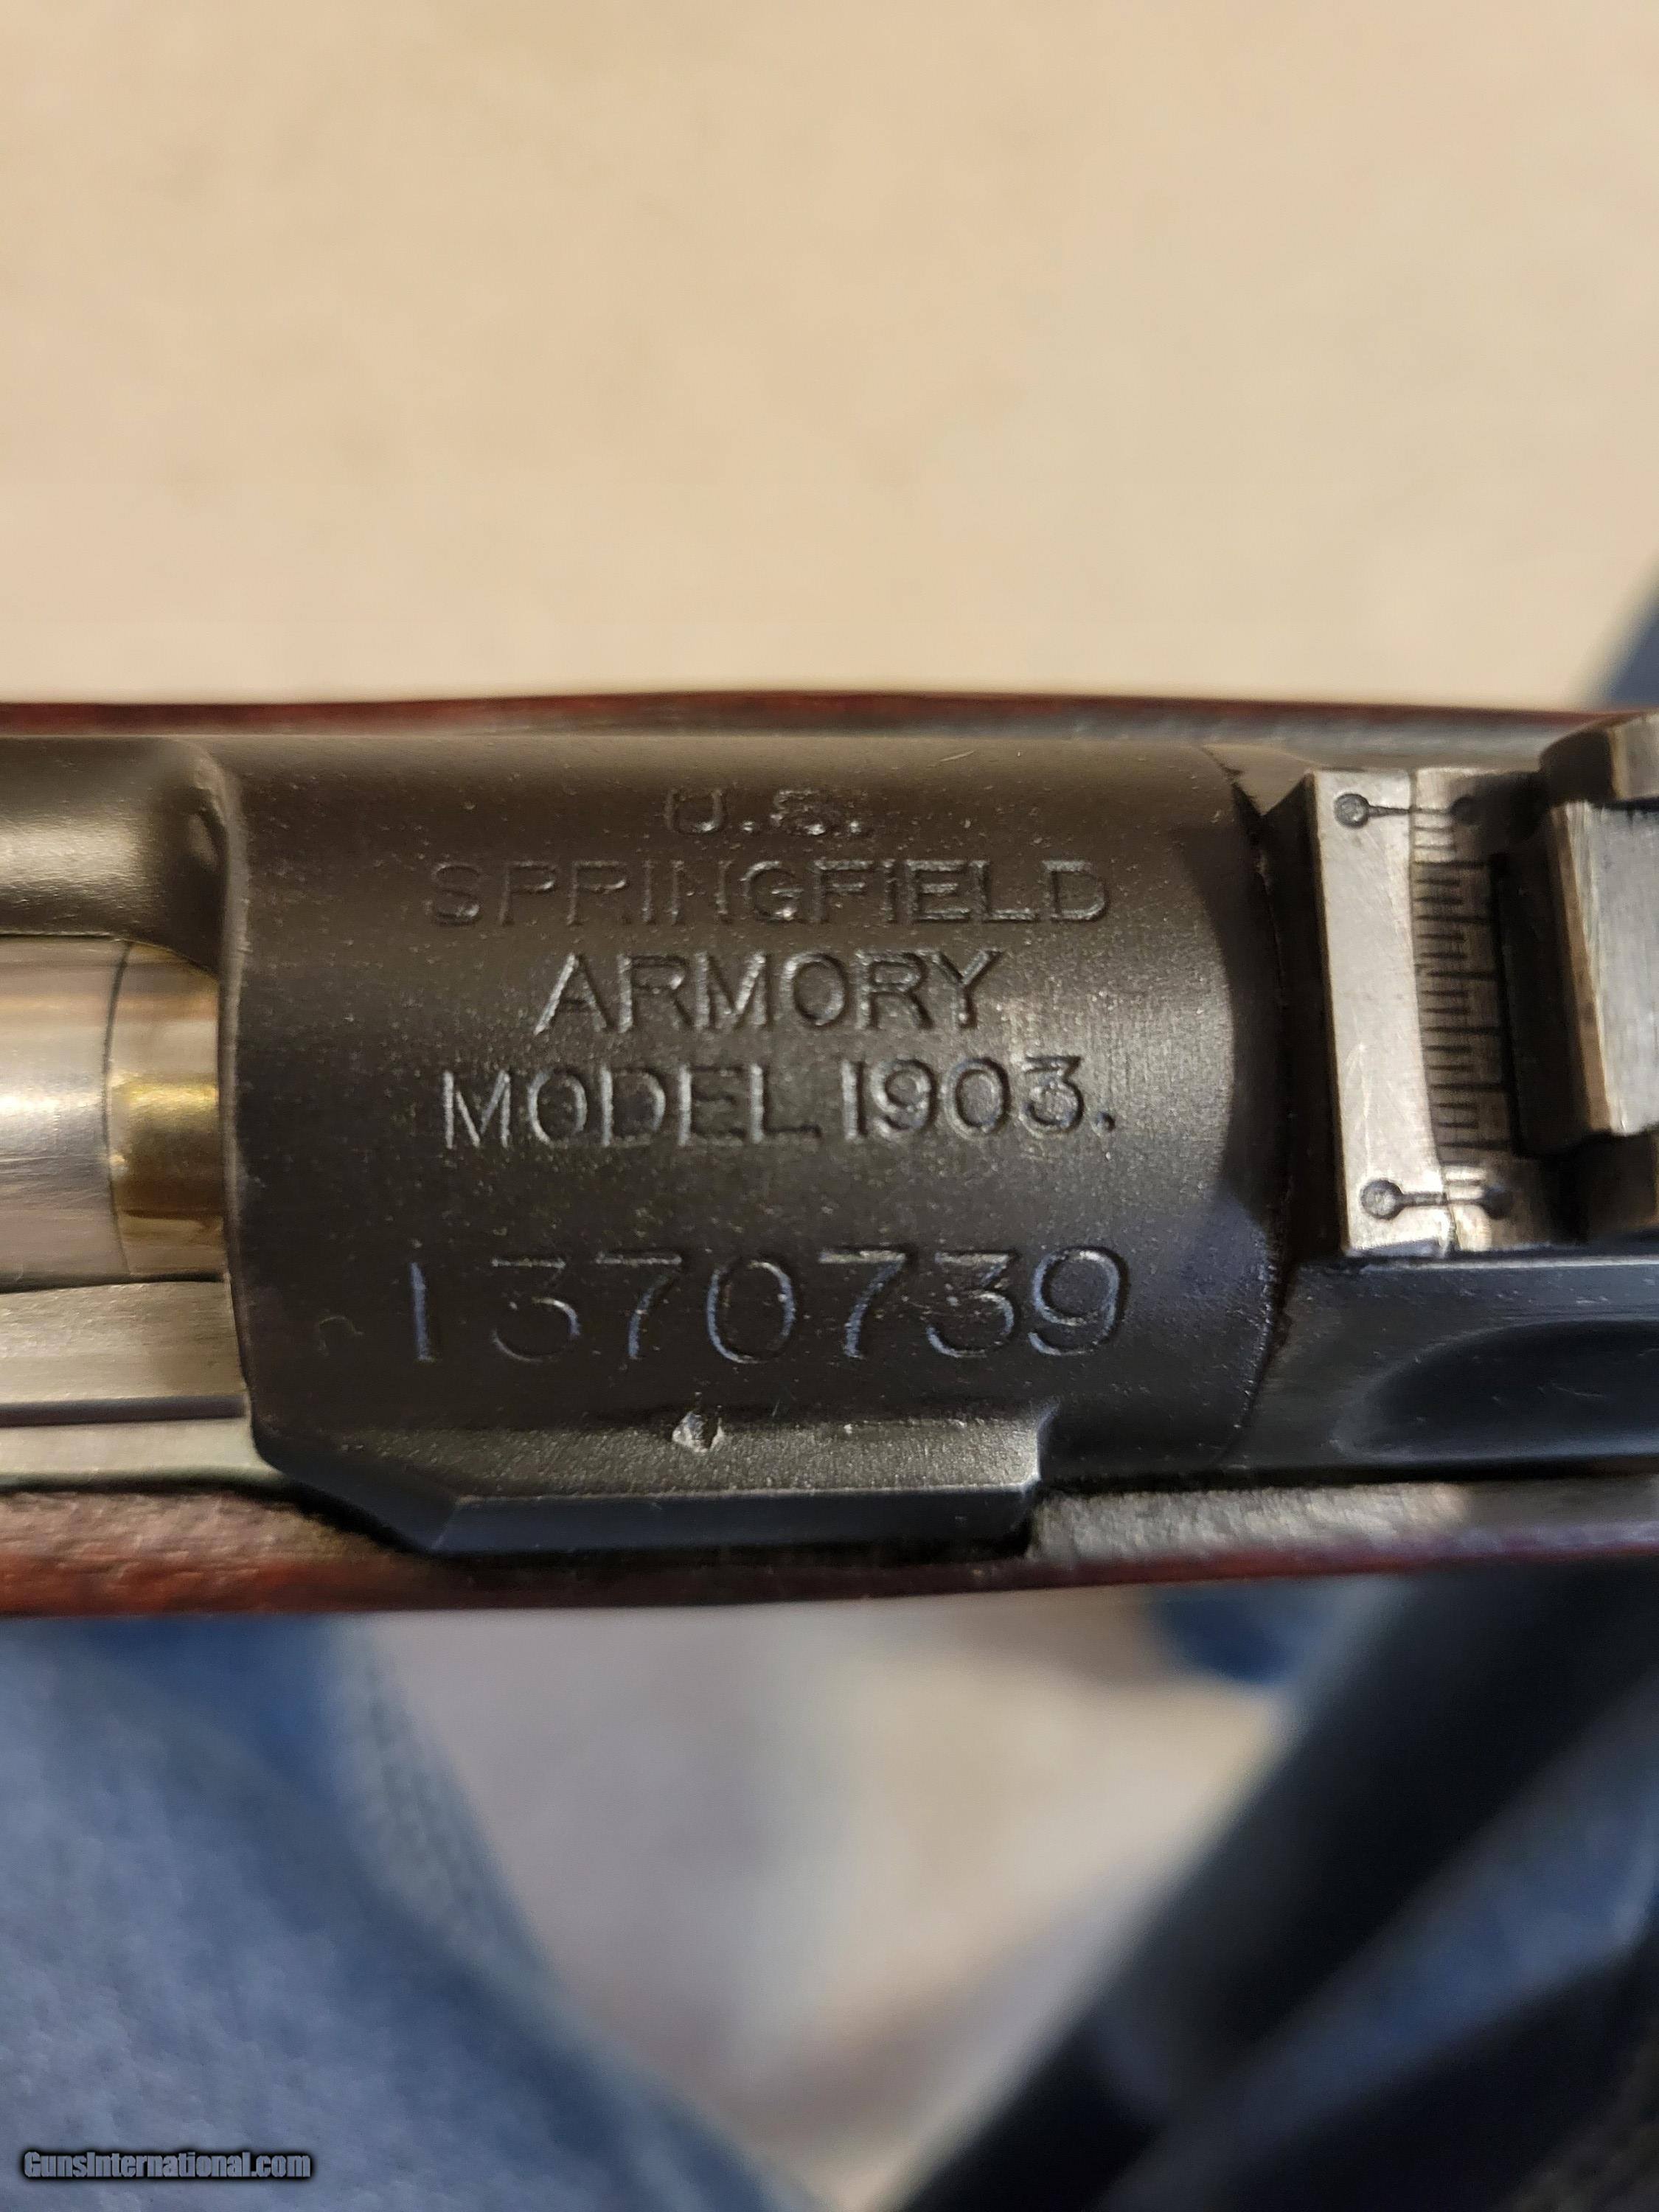 U.S.
SPRINGFIELD
ARMORY
MODEL 1903.
1370739
GunsInternational.com